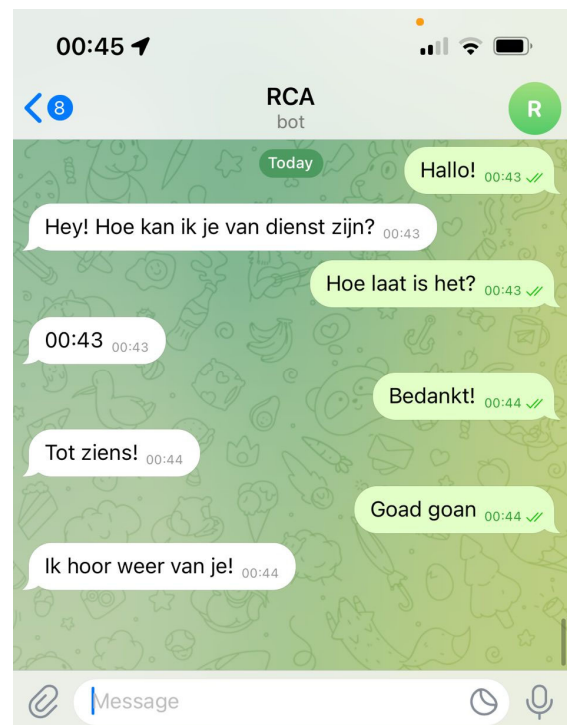 00:45
8
RCA
bot
R
Today
Hallo! 00:43
Hey! Hoe kan ik je van dienst zijn? 00:43
Hoe laat is het? 00:43
00:43 00:43
Bedankt! 00:44
Tot ziens! 00:44
Goad goan 00:44
Ik hoor weer van je! 00:44
Message